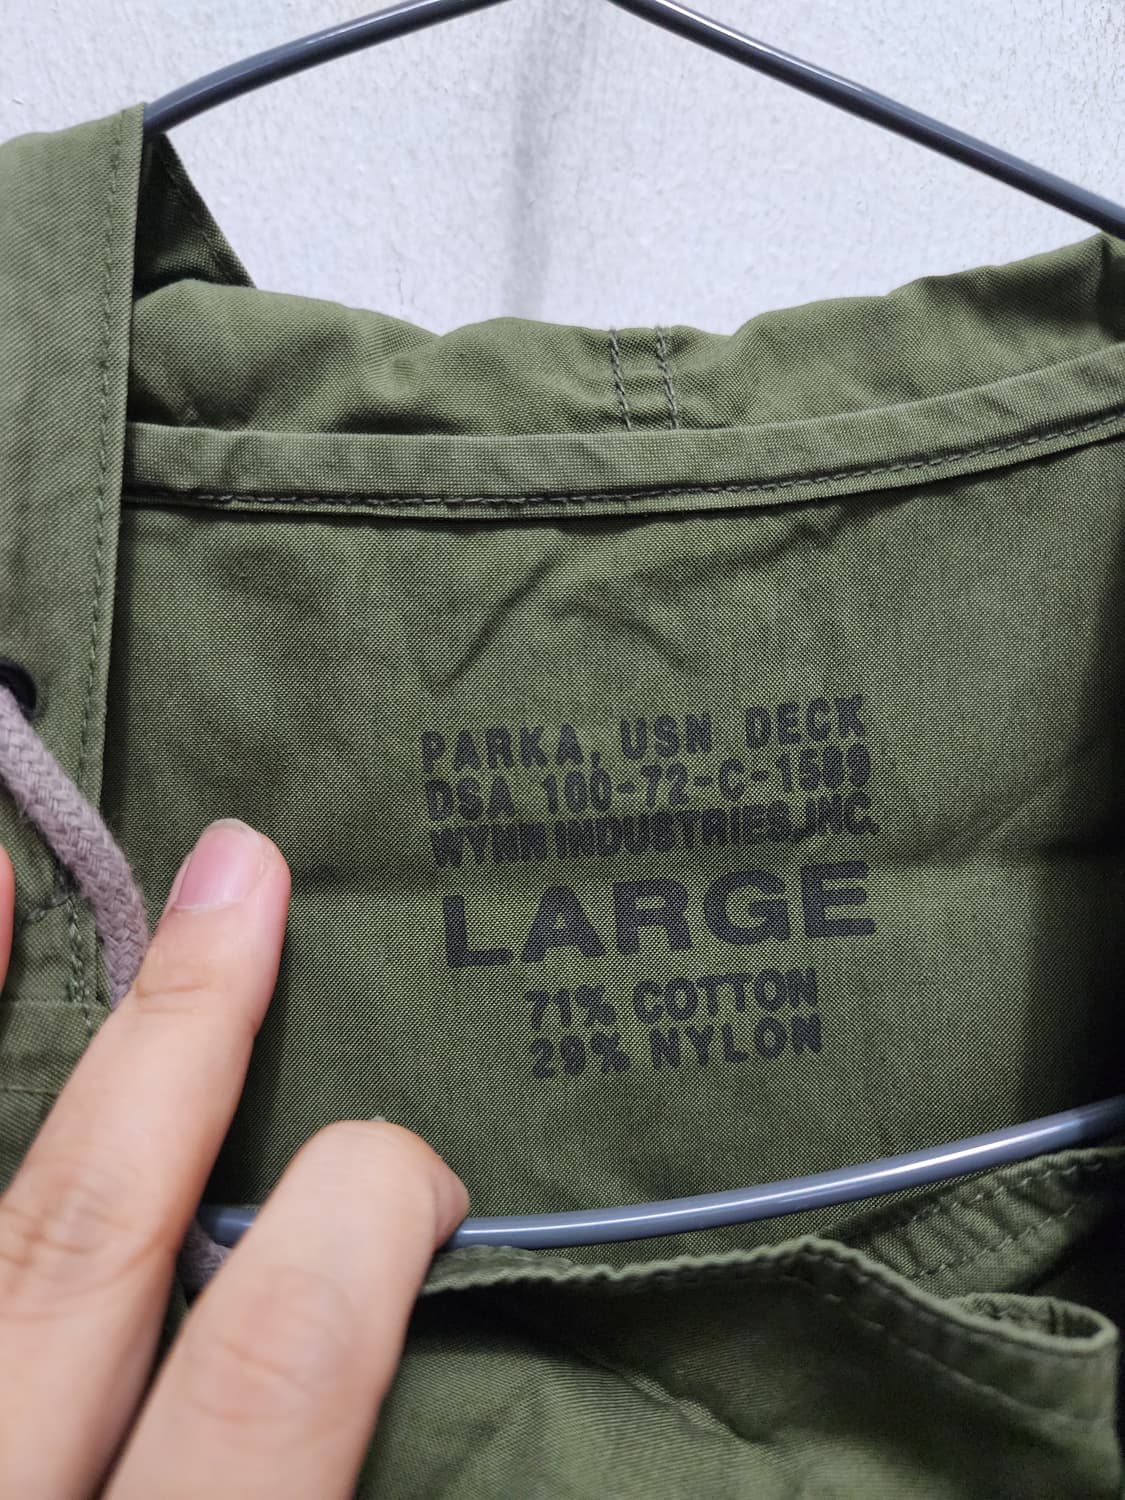 PARKA, USN DECK
DSA 100-72-C-1589
WYNN INDUSTRIES, INC.
LARGE
71% COTTON
29% NYLON